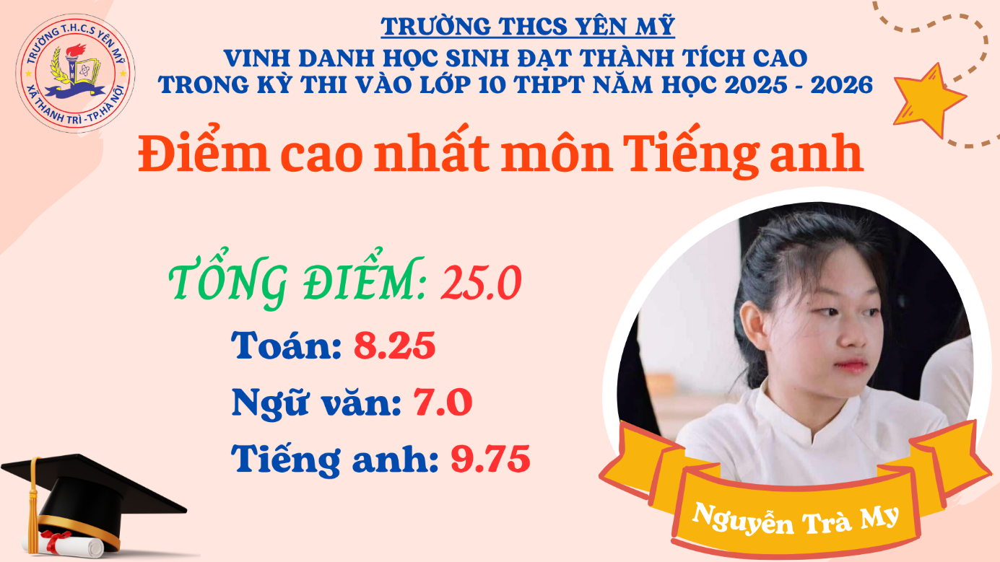 TRƯỜNG T.H.C.S YÊN MỸ
XÃ THANH TRÌ -TP.HÀ NỘI
TRƯỜNG THCS YÊN MỸ
VINH DANH HỌC SINH ĐẠT THÀNH TÍCH CAO
TRONG KỲ THI VÀO LỚP 10 THPT NĂM HỌC 2025 - 2026
Điểm cao nhất môn Tiếng anh
TỔNG ĐIỂM: 25.0
Toán: 8.25
Ngữ văn: 7.0
Tiếng anh: 9.75
Nguyễn Trà My